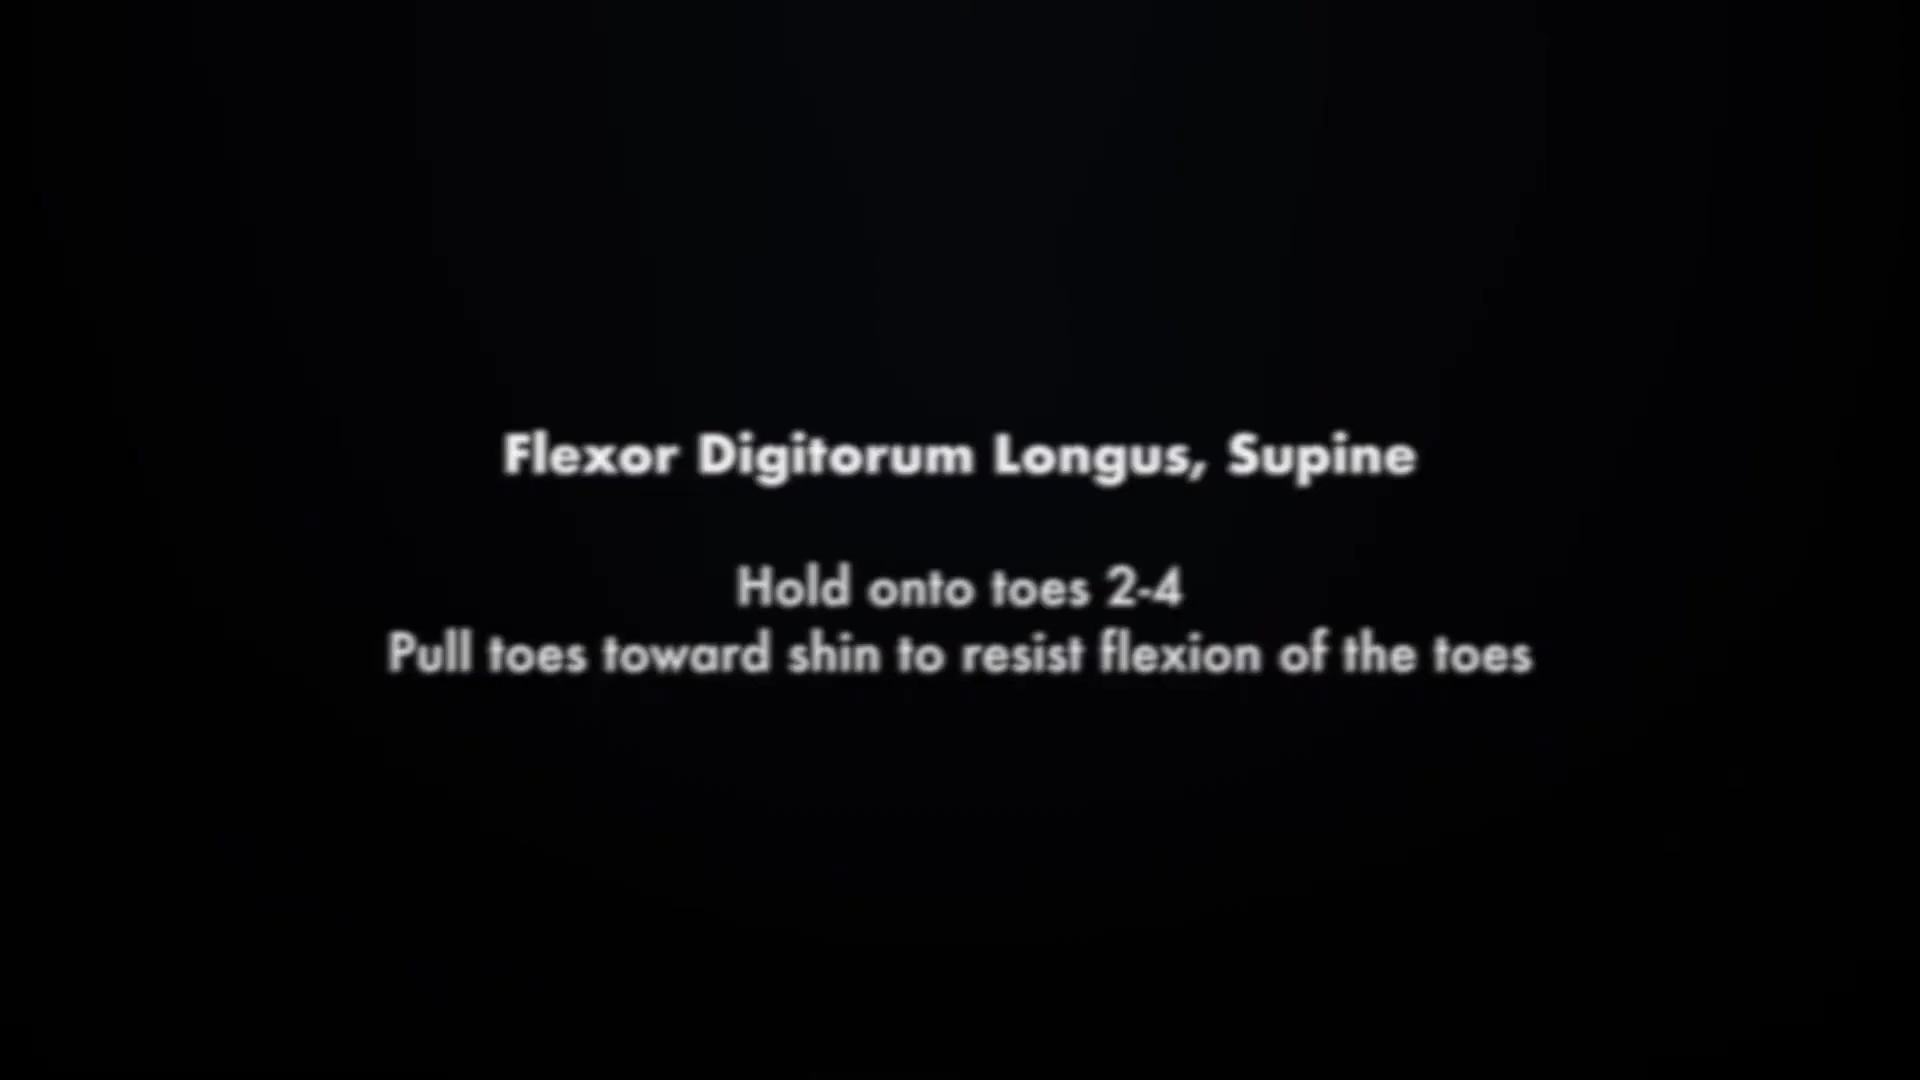 Flexor Digitorum Longus, Supine
Hold onto toes 2-4
Pull toes toward shin to resist flexion of the toes